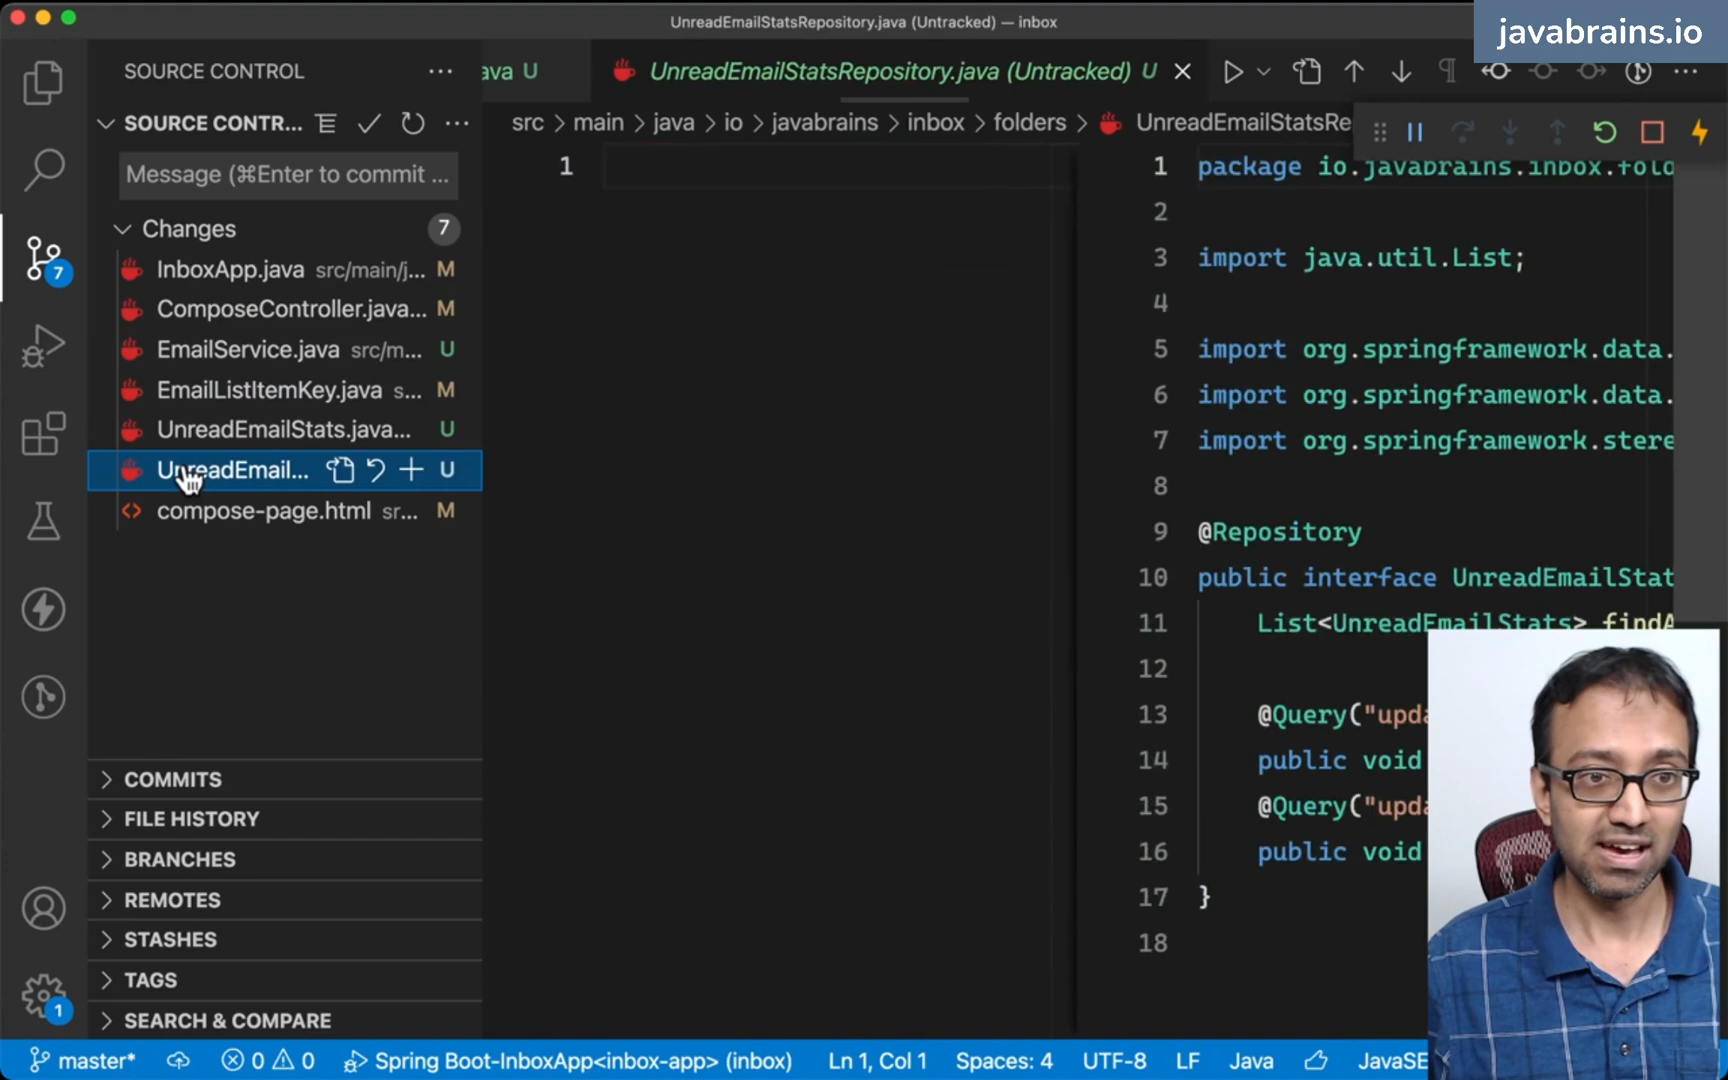 UnreadEmailStatsRepository.java (Untracked) — inbox
javabrains.io
SOURCE CONTROL
ava U
UnreadEmailStatsRepository.java (Untracked) U
SOURCE CONTR...
src > main > java > io > javabrains > inbox > folders > UnreadEmailStatsRe
Message (⌘Enter to commit ...
Changes 7
InboxApp.java src/main/j... M
ComposeController.java... M
EmailService.java src/m... U
EmailListItemKey.java s... M
UnreadEmailStats.java... U
UnreadEmail... U
compose-page.html sr... M
7
COMMITS
FILE HISTORY
BRANCHES
REMOTES
STASHES
TAGS
SEARCH & COMPARE
1
1
1 package io.javabrains.inbox.fold
2
3 import java.util.List;
4
5 import org.springframework.data.
6 import org.springframework.data.
7 import org.springframework.stere
8
9 @Repository
10 public interface UnreadEmailStat
11 List<UnreadEmailStats> findA
12
13 @Query("upda
14 public void
15 @Query("upda
16 public void
17 }
18
master* 0 0 Spring Boot-InboxApp<inbox-app> (inbox) Ln 1, Col 1 Spaces: 4 UTF-8 LF Java JavaSE